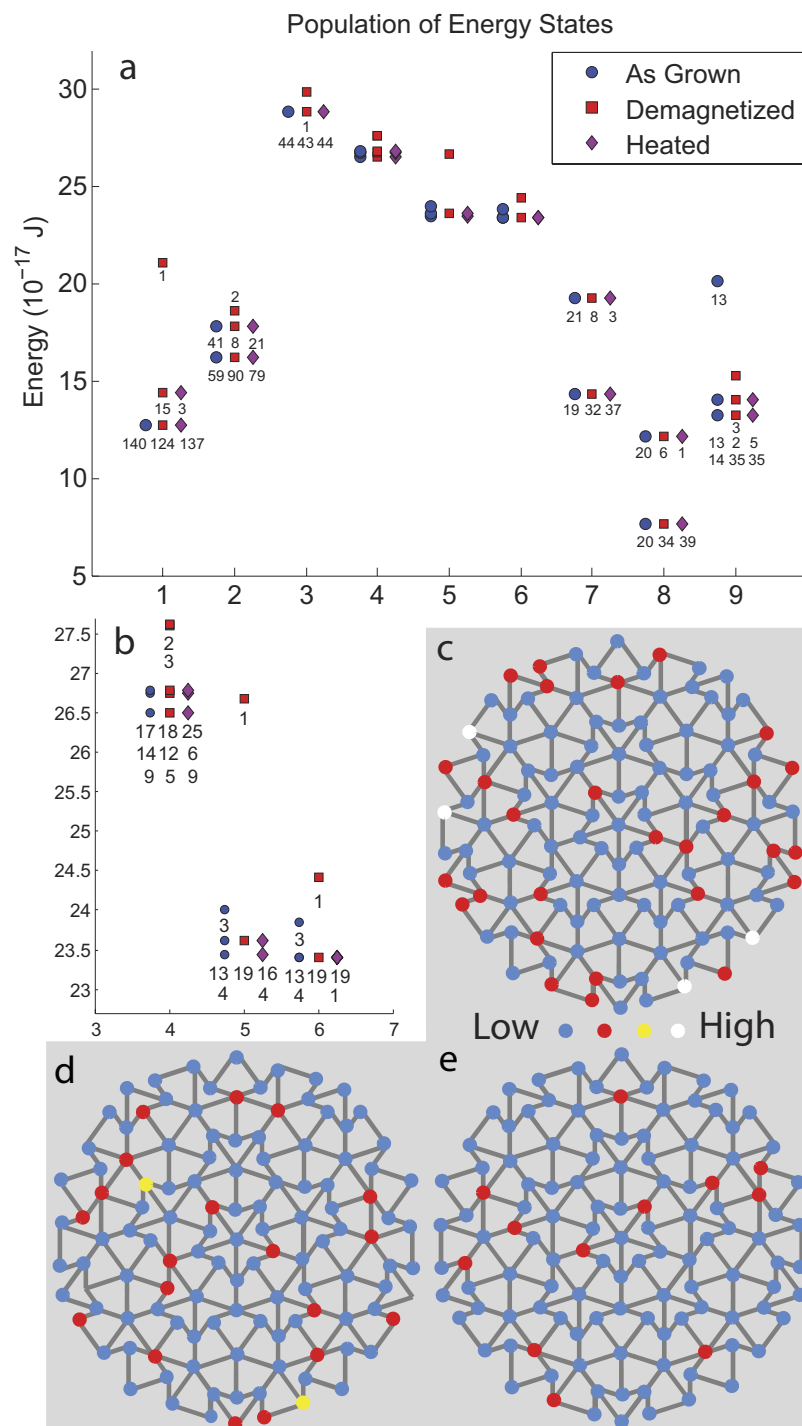 Population of Energy States
a
As Grown
Demagnetized
Heated
Energy (10⁻¹⁷ J)
30
25
20
15
10
5
1
44 43 44
1
2
41 8 21
59 90 79
15 3
140 124 137
21 8 3
19 32 37
13
20 6 1
3
13 2 5
14 35 35
20 34 39
1 2 3 4 5 6 7 8 9
b
27.5
27
26.5
26
25.5
25
24.5
24
23.5
23
2
3
17 18 25
14 12 6
9 5 9
1
1
3
3
13 19 16
4 4
13 19 19
4 1
3 4 5 6 7
c
Low
High
d
e